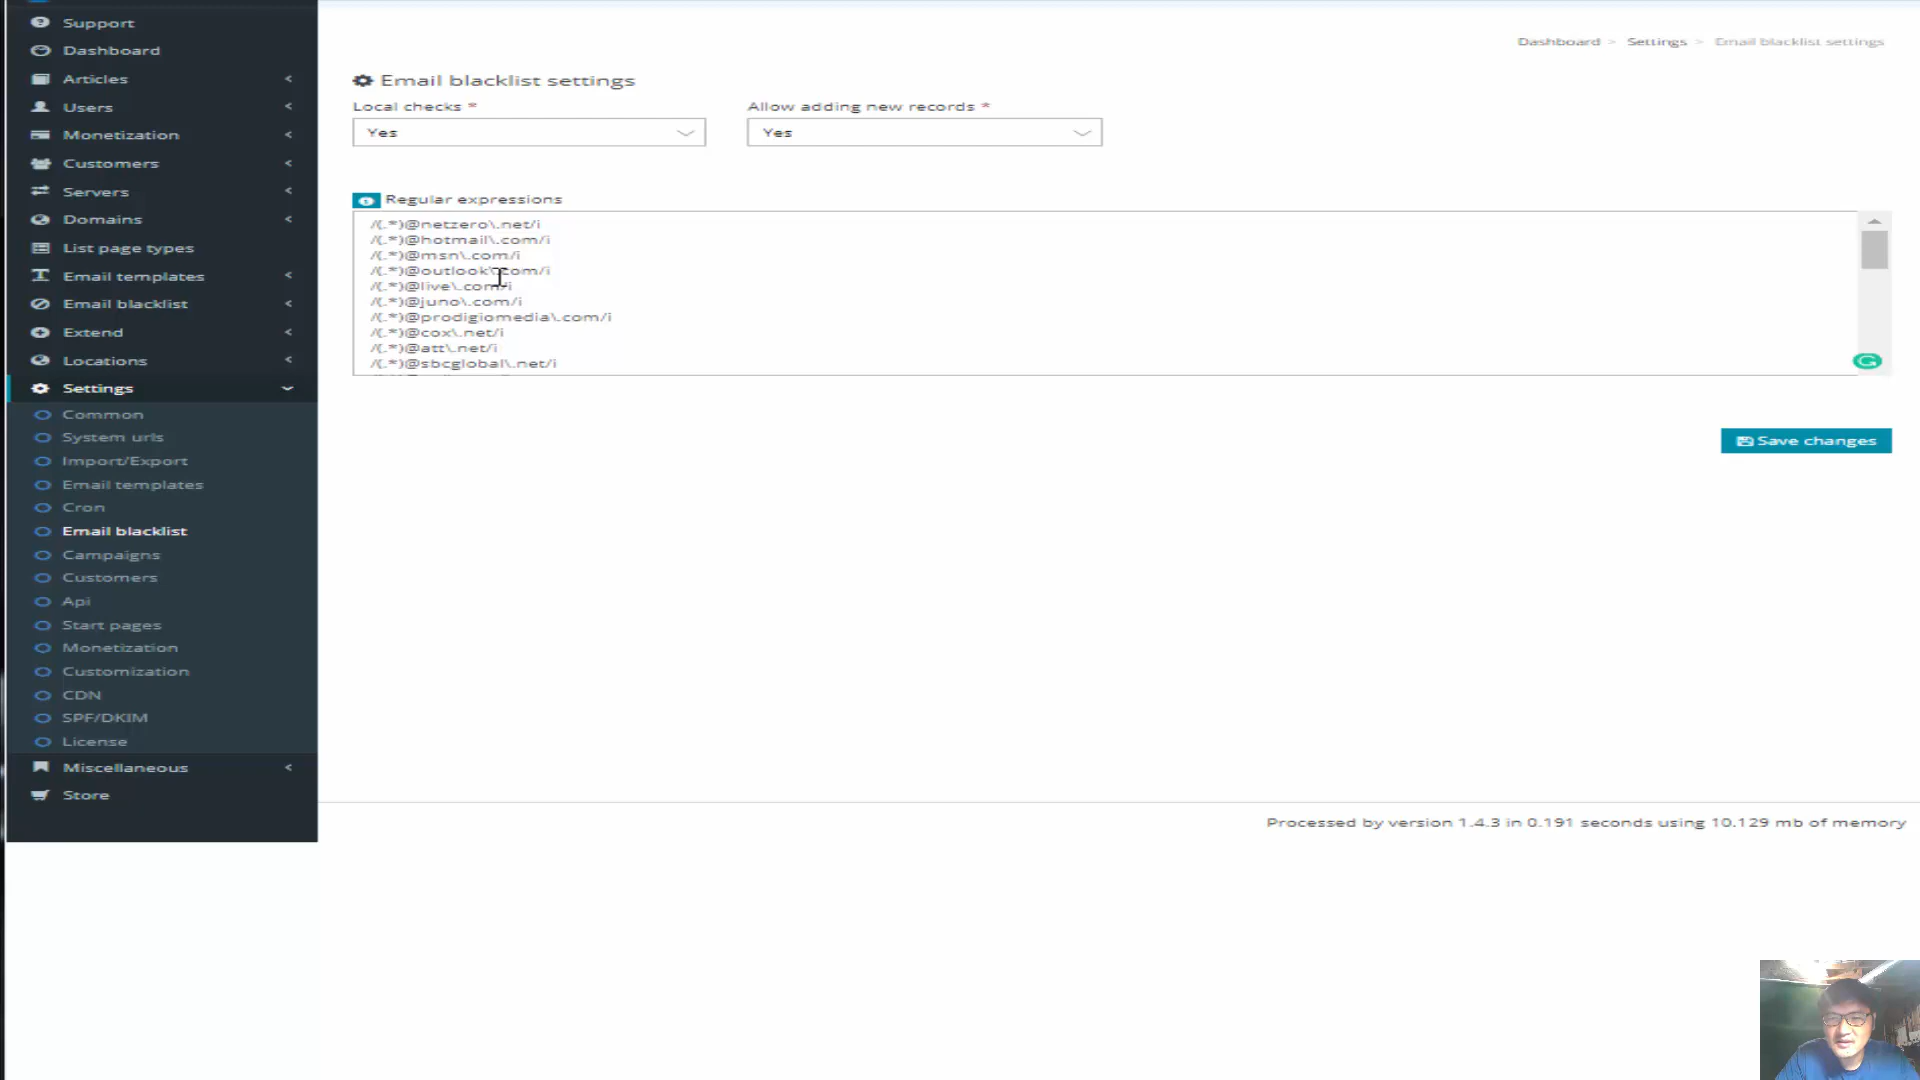 Support
Dashboard
Articles
Users
Monetization
Customers
Servers
Domains
List page types
Email templates
Email blacklist
Extend
Locations
Settings
Common
System urls
Import/Export
Email templates
Cron
Email blacklist
Campaigns
Customers
Api
Start pages
Monetization
Customization
CDN
SPF/DKIM
License
Miscellaneous
Store
Dashboard > Settings > Email blacklist settings
Email blacklist settings
Local checks * Allow adding new records *
Yes Yes
Regular expressions
/(.*)@netzero\.net/i
/(.*)@hotmail\.com/i
/(.*)@msn\.com/i
/(.*)@outlook\.com/i
/(.*)@live\.com/i
/(.*)@juno\.com/i
/(.*)@prodigiomedia\.com/i
/(.*)@cox\.net/i
/(.*)@att\.net/i
/(.*)@sbcglobal\.net/i
Save changes
Processed by version 1.4.3 in 0.191 seconds using 10.129 mb of memory